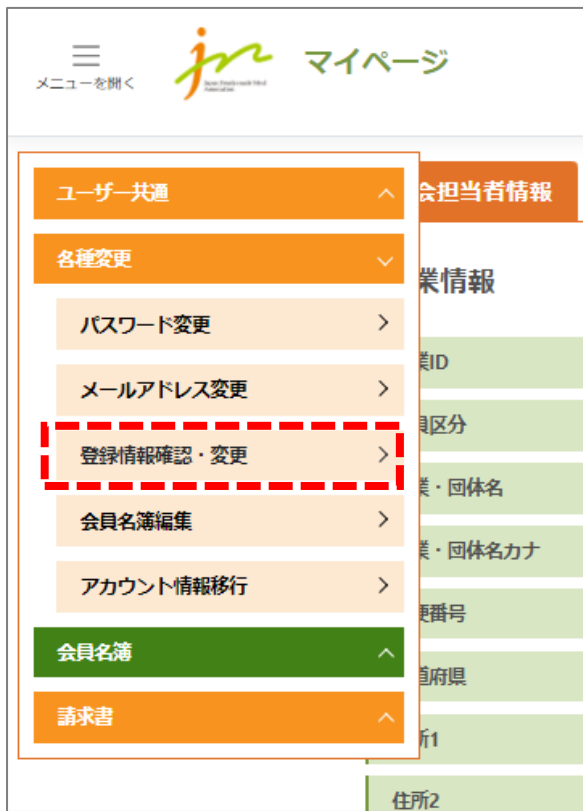 メニューを開く
マイページ
ユーザー共通
会担当者情報
各種変更
業情報
パスワード変更
業ID
メールアドレス変更
員区分
登録情報確認・変更
業・団体名
会員名簿編集
業・団体名カナ
アカウント情報移行
便番号
会員名簿
道府県
請求書
所1
住所2